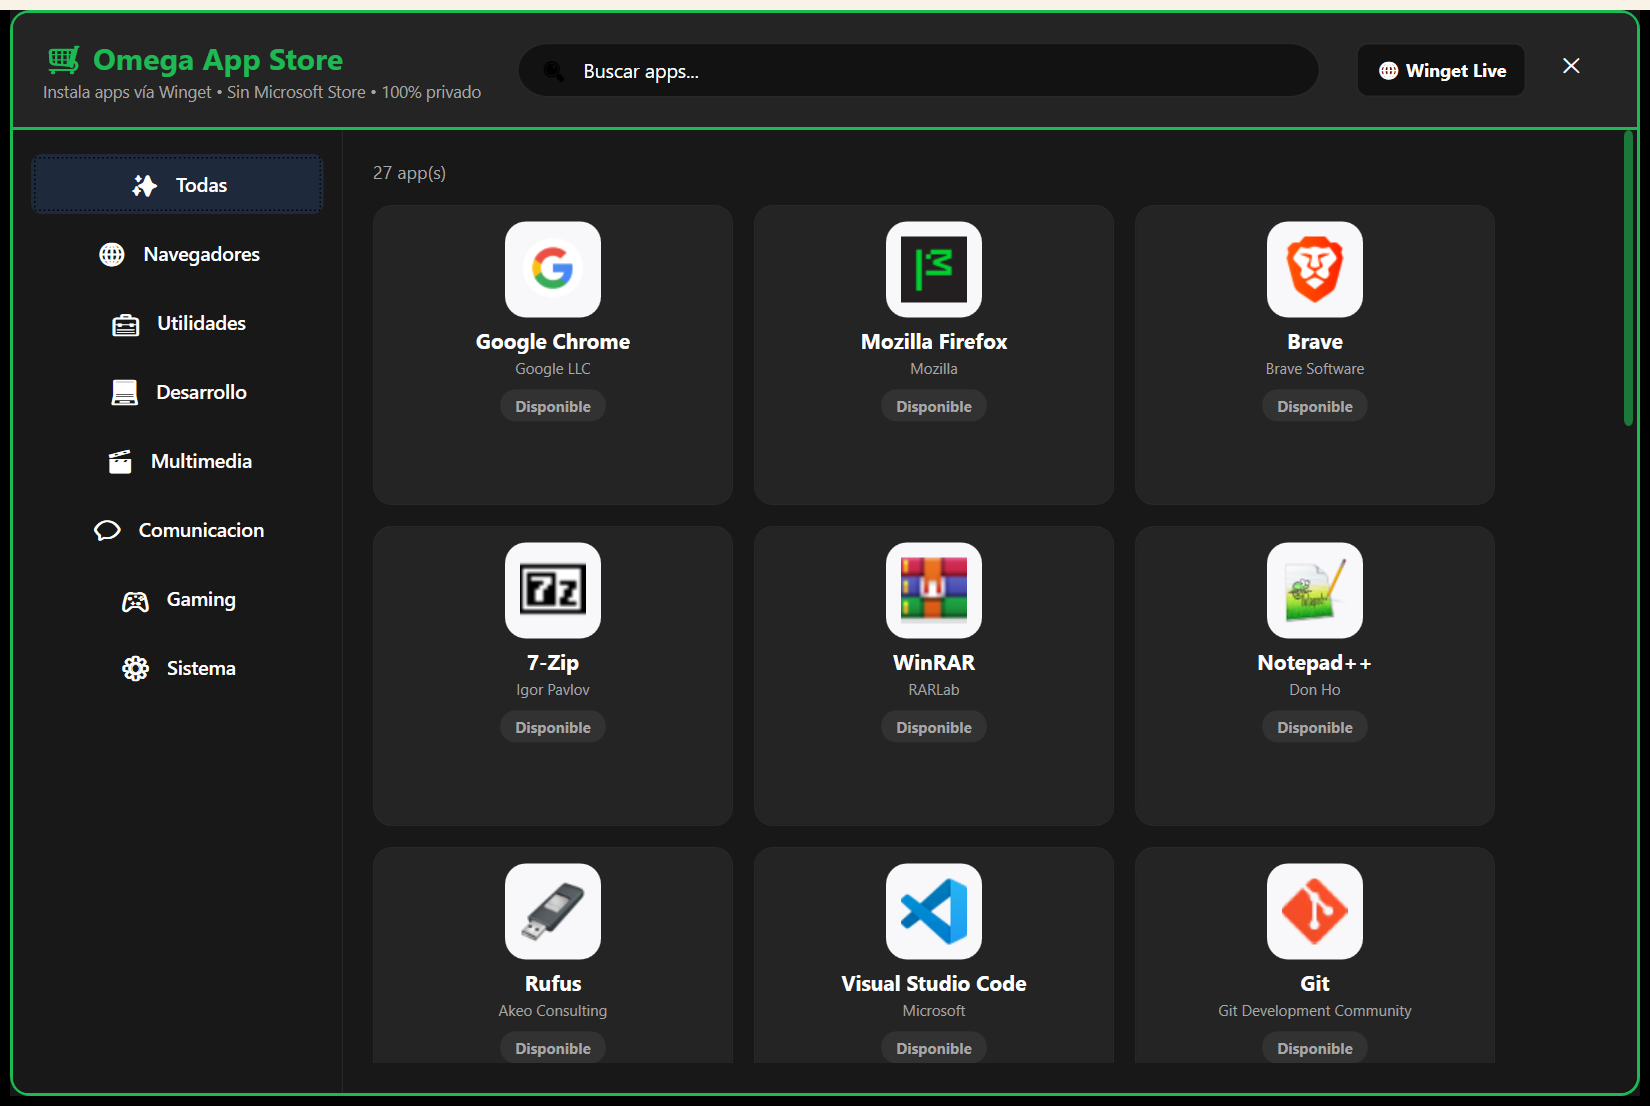 Omega App Store
Instala apps vía Winget • Sin Microsoft Store • 100% privado
Buscar apps...
Winget Live
Todas
Navegadores
Utilidades
Desarrollo
Multimedia
Comunicacion
Gaming
Sistema
27 app(s)
Google Chrome
Google LLC
Disponible
Mozilla Firefox
Mozilla
Disponible
Brave
Brave Software
Disponible
7z
7-Zip
Igor Pavlov
Disponible
WinRAR
RARLab
Disponible
Notepad++
Don Ho
Disponible
Rufus
Akeo Consulting
Disponible
Visual Studio Code
Microsoft
Disponible
Git
Git Development Community
Disponible